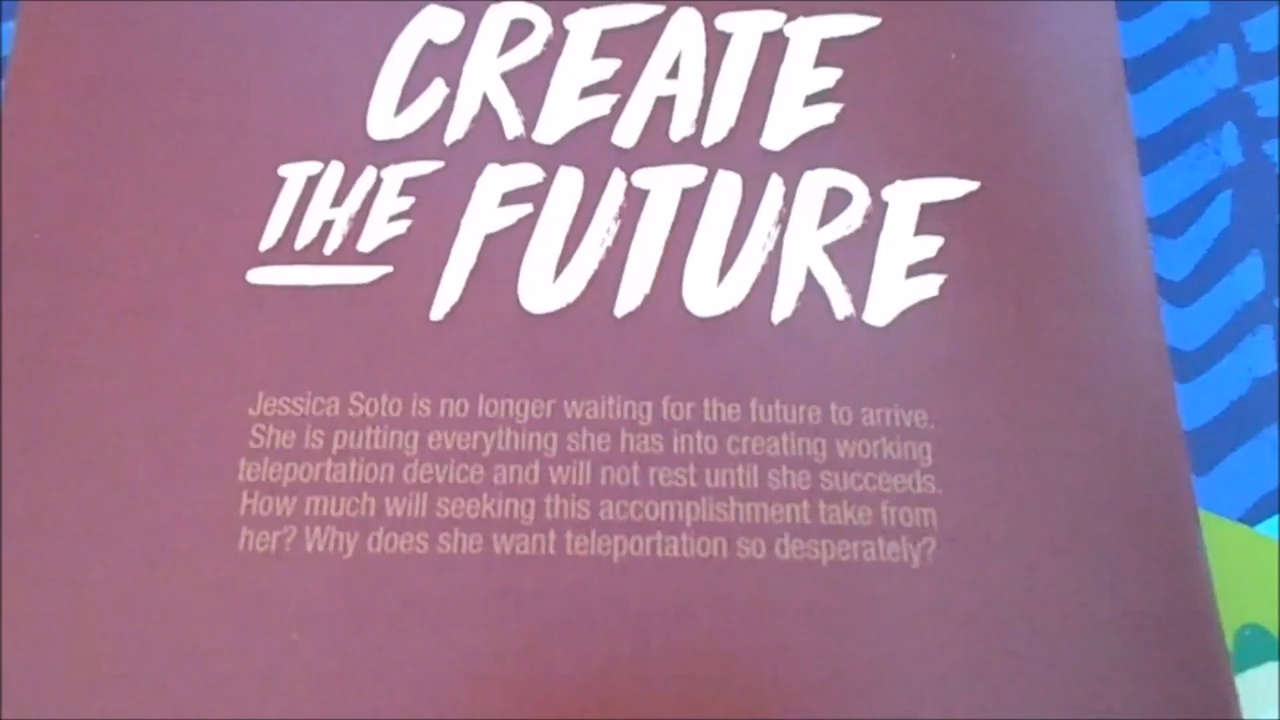 CREATE
THE FUTURE
Jessica Soto is no longer waiting for the future to arrive.
She is putting everything she has into creating working
teleportation device and will not rest until she succeeds.
How much will seeking this accomplishment take from
her? Why does she want teleportation so desperately?